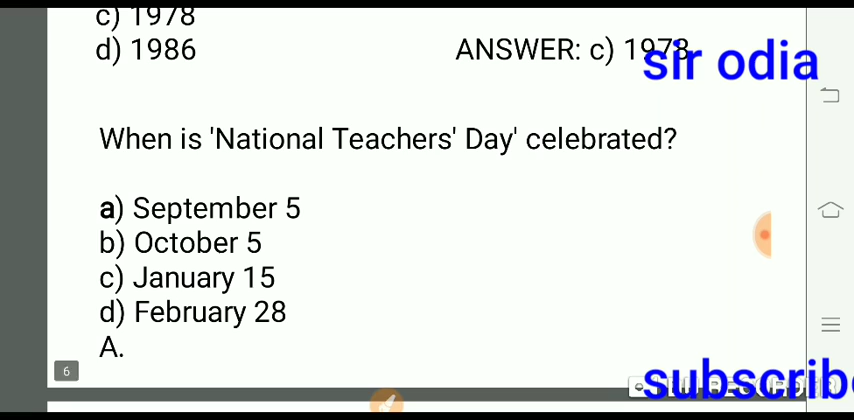 c) 1978
d) 1986 ANSWER: c) 1978
sir odia
When is 'National Teachers' Day' celebrated?
a) September 5
b) October 5
c) January 15
d) February 28
A.
6
subscrib